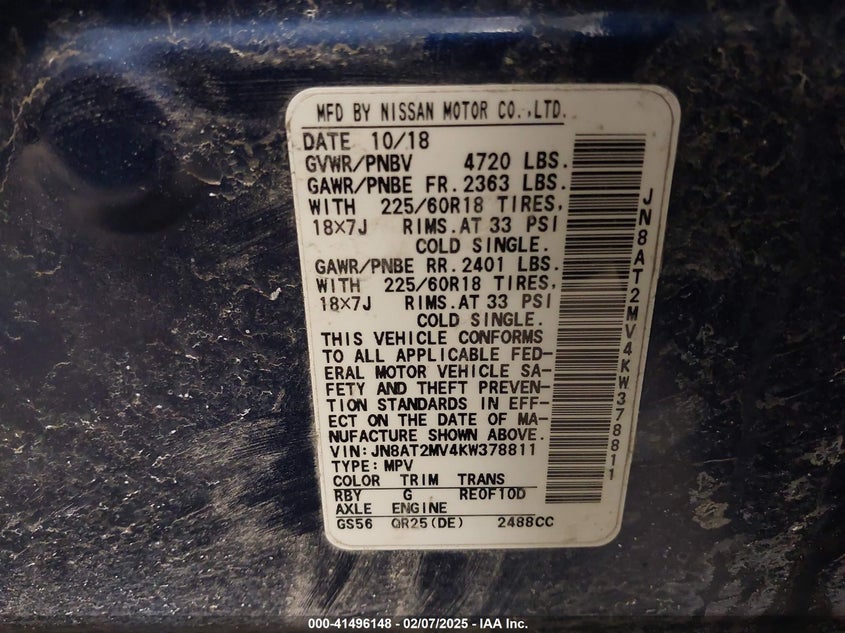 MFD BY NISSAN MOTOR CO.,LTD.
DATE 10/18
GVWR/PNBV 4720 LBS.
GAWR/PNBE FR. 2363 LBS.
WITH 225/60R18 TIRES,
18×7J RIMS.AT 33 PSI
COLD SINGLE.
GAWR/PNBE RR. 2401 LBS.
WITH 225/60R18 TIRES,
18×7J RIMS.AT 33 PSI
COLD SINGLE.
THIS VEHICLE CONFORMS
TO ALL APPLICABLE FED-
ERAL MOTOR VEHICLE SA-
FETY AND THEFT PREVEN-
TION STANDARDS IN EFF-
ECT ON THE DATE OF MA-
NUFACTURE SHOWN ABOVE.
VIN:JN8AT2MV4KW378811
TYPE:MPV
COLOR TRIM TRANS
RBY G RE0F10D
AXLE ENGINE
GS56 QR25(DE) 2488CC
JN8AT2MV4KW378811
000-41496148 - 02/07/2025 - IAA Inc.